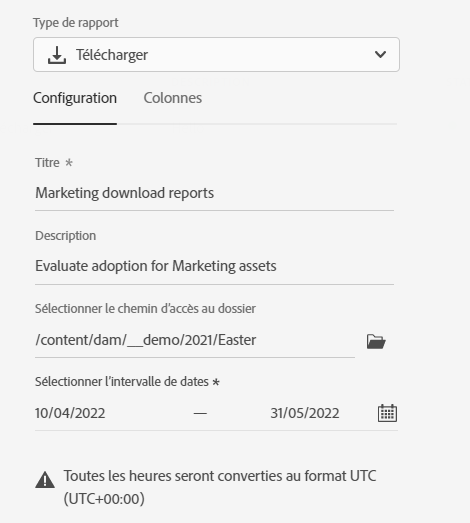 Type de rapport
Télécharger
Configuration Colonnes
Titre *
Marketing download reports
Description
Evaluate adoption for Marketing assets
Sélectionner le chemin d'accès au dossier
/content/dam/__demo/2021/Easter
Sélectionner l'intervalle de dates *
10/04/2022 — 31/05/2022
Toutes les heures seront converties au format UTC
(UTC+00:00)